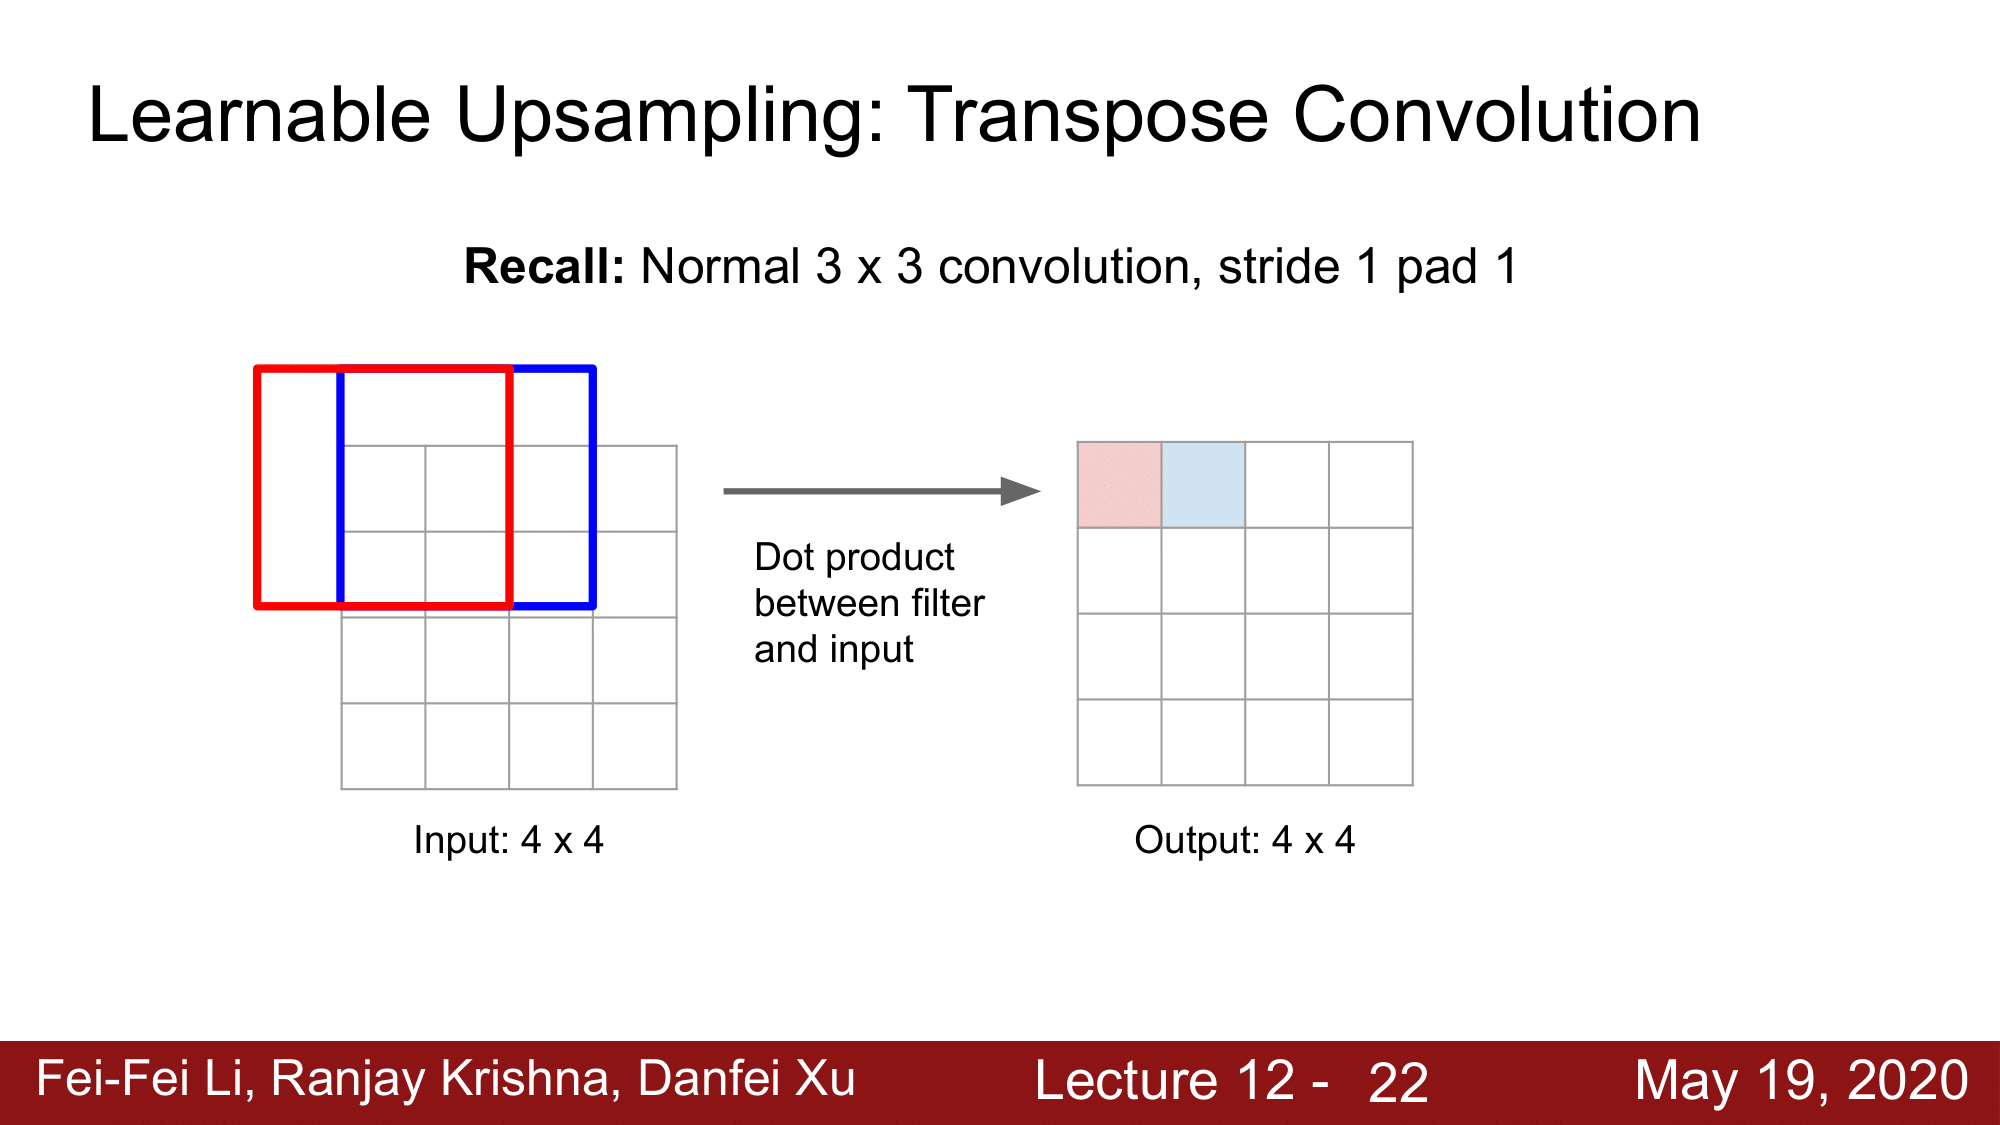 Learnable Upsampling: Transpose Convolution
Recall: Normal 3 x 3 convolution, stride 1 pad 1
Dot product
between filter
and input
Input: 4 x 4
Output: 4 x 4
Fei-Fei Li, Ranjay Krishna, Danfei Xu
Lecture 12 - 22
May 19, 2020